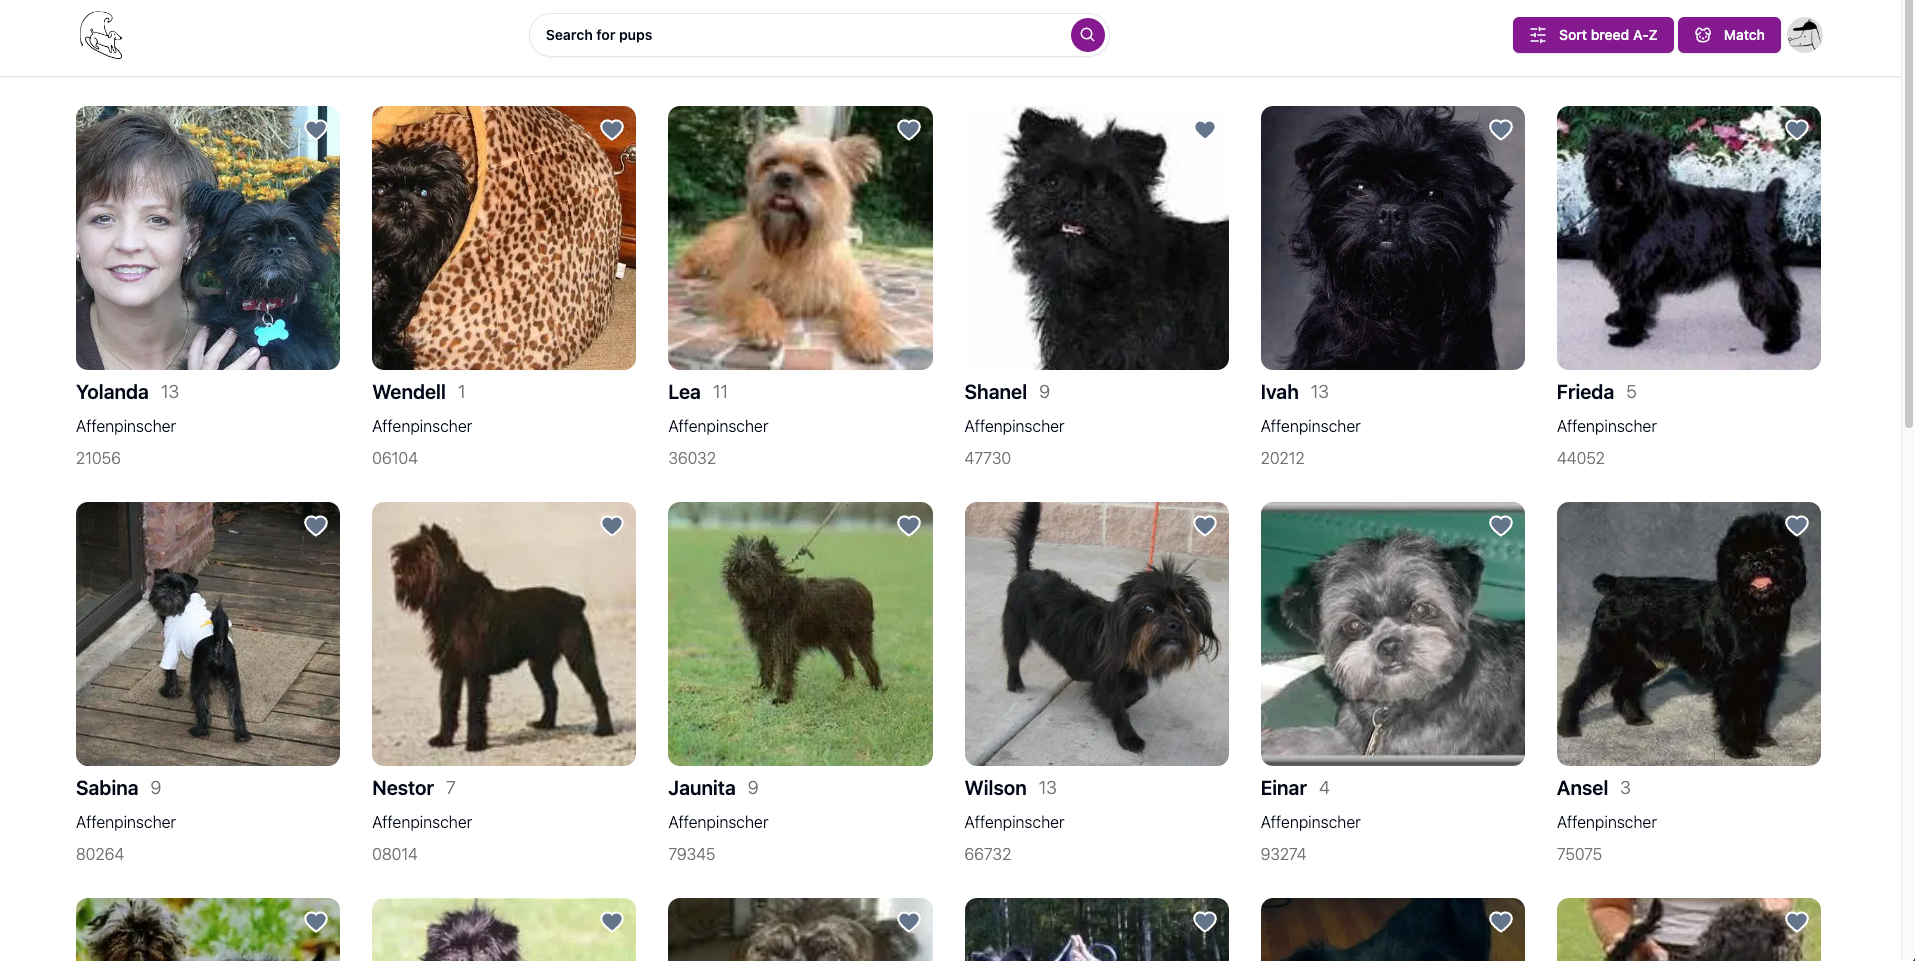 Search for pups
Sort breed A-Z
Match
Yolanda 13
Affenpinscher
21056
Wendell 1
Affenpinscher
06104
Lea 11
Affenpinscher
36032
Shanel 9
Affenpinscher
47730
Ivah 13
Affenpinscher
20212
Frieda 5
Affenpinscher
44052
Sabina 9
Affenpinscher
80264
Nestor 7
Affenpinscher
08014
Jaunita 9
Affenpinscher
79345
Wilson 13
Affenpinscher
66732
Einar 4
Affenpinscher
93274
Ansel 3
Affenpinscher
75075